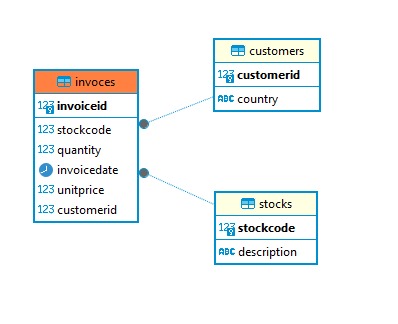 invoces
123 invoiceid
123 stockcode
123 quantity
invoicedate
123 unitprice
123 customerid
customers
123 customerid
ABC country
stocks
123 stockcode
ABC description